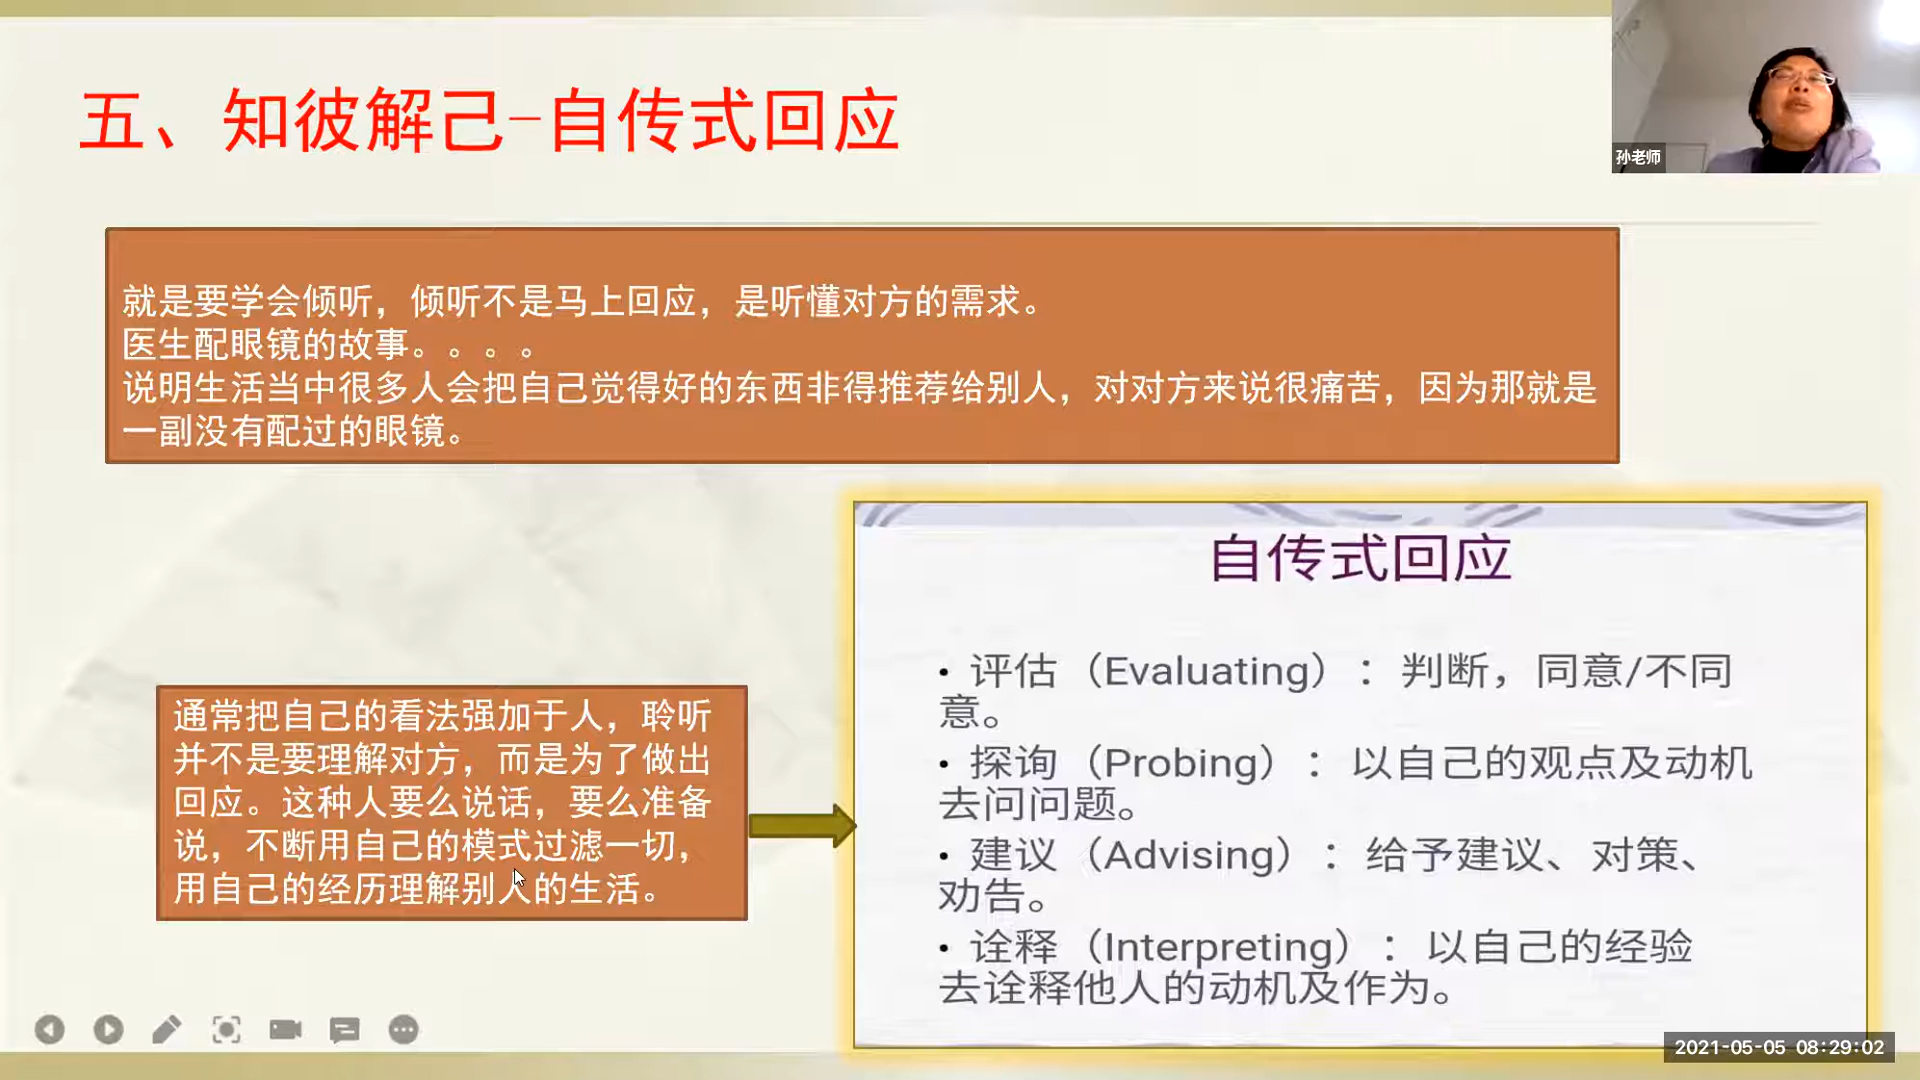 五、知彼解己-自传式回应
孙老师
就是要学会倾听，倾听不是马上回应，是听懂对方的需求。
医生配眼镜的故事。。。。
说明生活当中很多人会把自己觉得好的东西非得推荐给别人，对对方来说很痛苦，因为那就是
一副没有配过的眼镜。
通常把自己的看法强加于人，聆听
并不是要理解对方，而是为了做出
回应。这种人要么说话，要么准备
说，不断用自己的模式过滤一切，
用自己的经历理解别人的生活。
自传式回应
· 评估（Evaluating）：判断，同意/不同
意。
· 探询（Probing）：以自己的观点及动机
去问问题。
· 建议（Advising）：给予建议、对策、
劝告。
· 诠释（Interpreting）：以自己的经验
去诠释他人的动机及作为。
2021-05-05 08:29:02